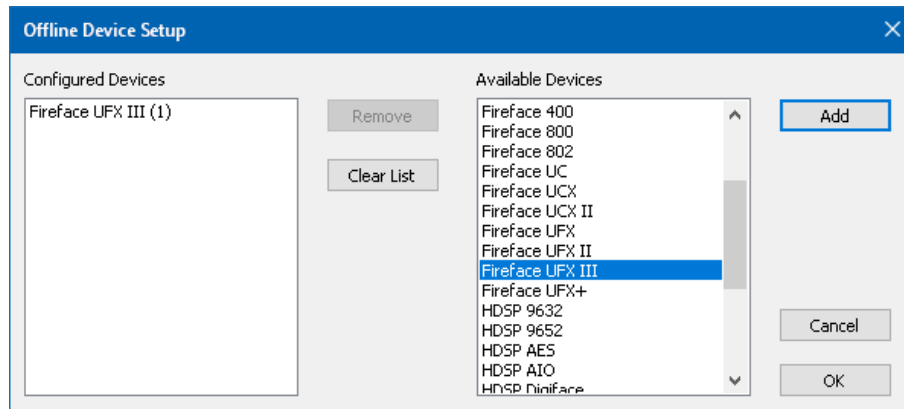 Offline Device Setup
Configured Devices
Fireface UFX III (1)
Remove
Clear List
Available Devices
Fireface 400
Fireface 800
Fireface 802
Fireface UC
Fireface UCX
Fireface UCX II
Fireface UFX
Fireface UFX II
Fireface UFX III
Fireface UFX+
HDSP 9632
HDSP 9652
HDSP AES
HDSP AIO
HDSP Digiface
Add
Cancel
OK